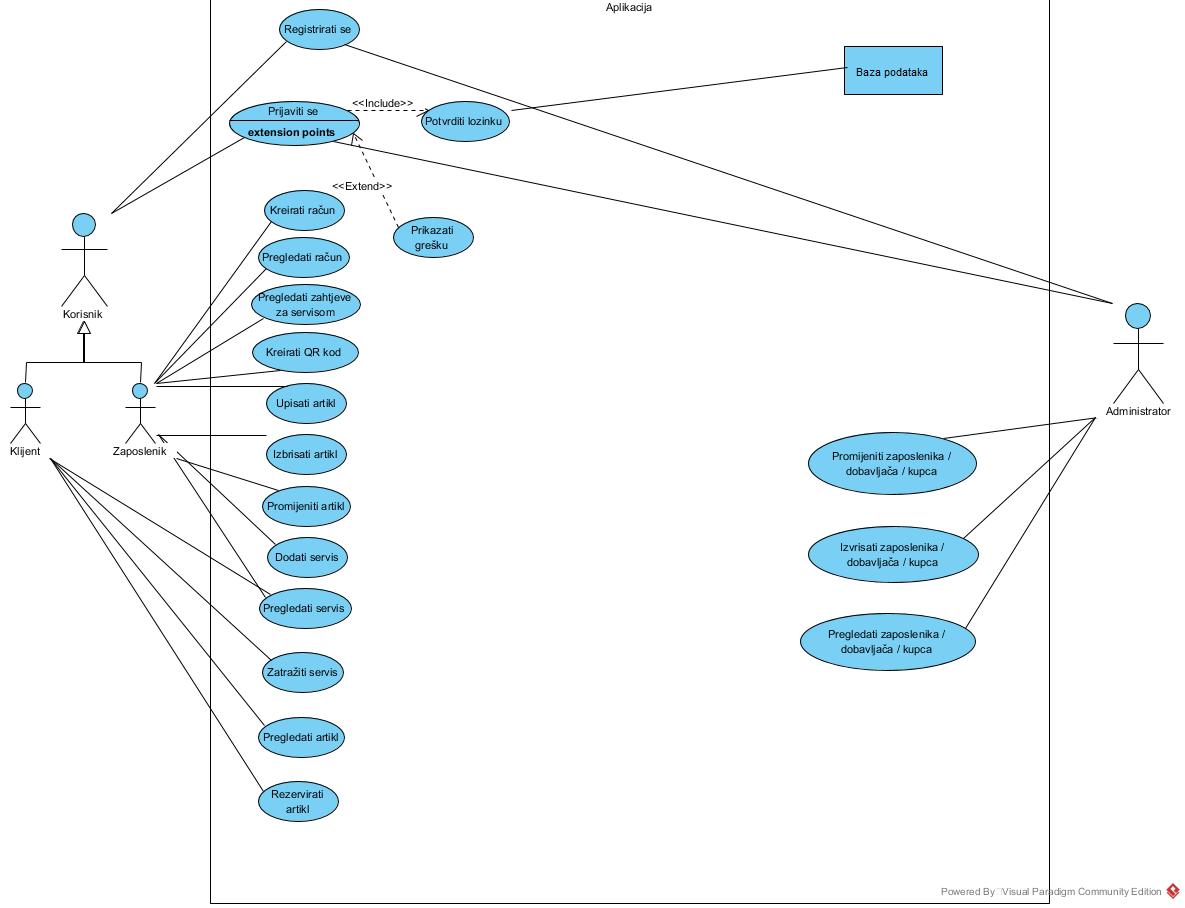 Aplikacija
Registrirati se
Baza podataka
<<Include>>
Prijaviti se
extension points
Potvrditi lozinku
<<Extend>>
Kreirati račun
Prikazati
grešku
Pregledati račun
Pregledati zahtjeve
za servisom
Korisnik
Kreirati QR kod
Upisati artikl
Administrator
Klijent
Zaposlenik
Izbrisati artikl
Promijeniti zaposlenika /
dobavljača / kupca
Promijeniti artikl
Dodati servis
Izvrisati zaposlenika /
dobavljača / kupca
Pregledati servis
Pregledati zaposlenika /
dobavljača / kupca
Zatražiti servis
Pregledati artikl
Rezervirati
artikl
Powered By Visual Paradigm Community Edition